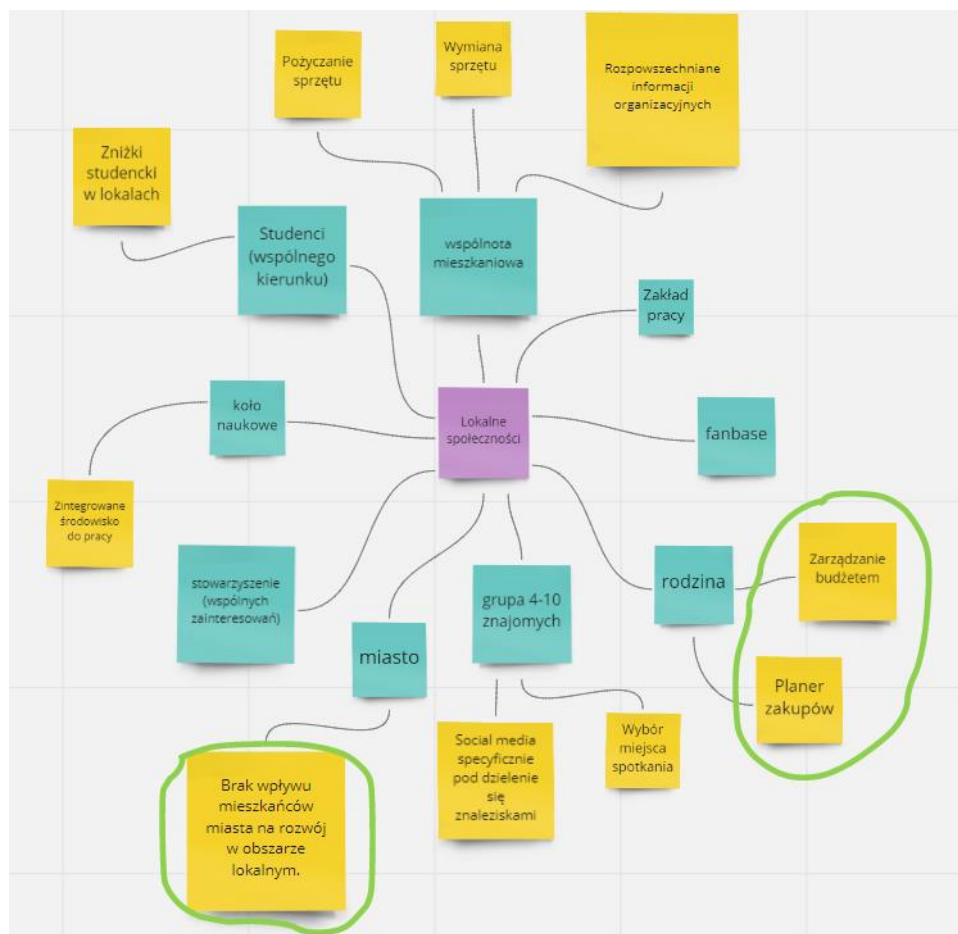 Pożyczanie
sprzętu
Wymiana
sprzętu
Rozpowszechniane
informacji
organizacyjnych
Zniżki
studencki
w lokalach
Studenci
(wspólnego
kierunku)
wspólnota
mieszkaniowa
Zakład
pracy
koło
naukowe
Lokalne
społeczności
fanbase
Zintegrowane
środowisko
do pracy
stowarzyszenie
(wspólnych
zainteresowań)
miasto
grupa 4-10
znajomych
rodzina
Zarządzanie
budżetem
Planer
zakupów
Brak wpływu
mieszkańców
miasta na rozwój
w obszarze
lokalnym.
Social media
specyficznie
pod dzielenie
się
znaleziskami
Wybór
miejsca
spotkania